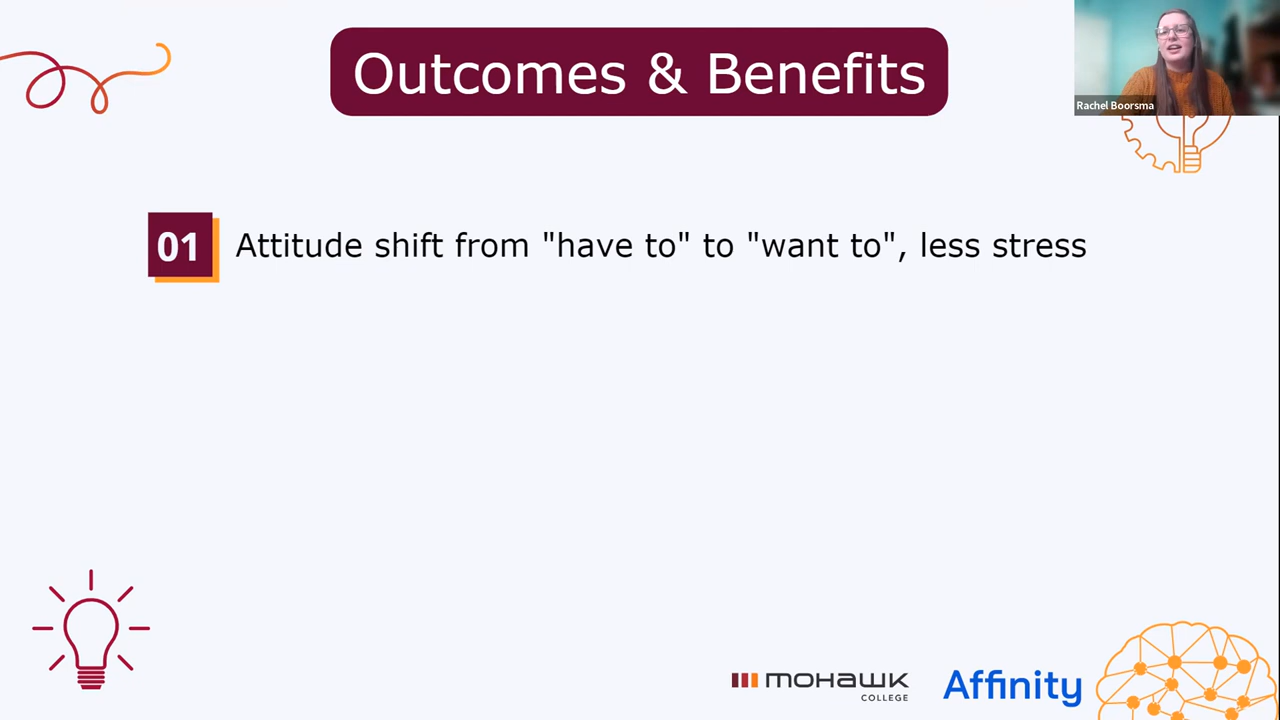 Outcomes & Benefits
Rachel Boorsma
01 Attitude shift from "have to" to "want to", less stress
mohawk
COLLEGE
Affinity